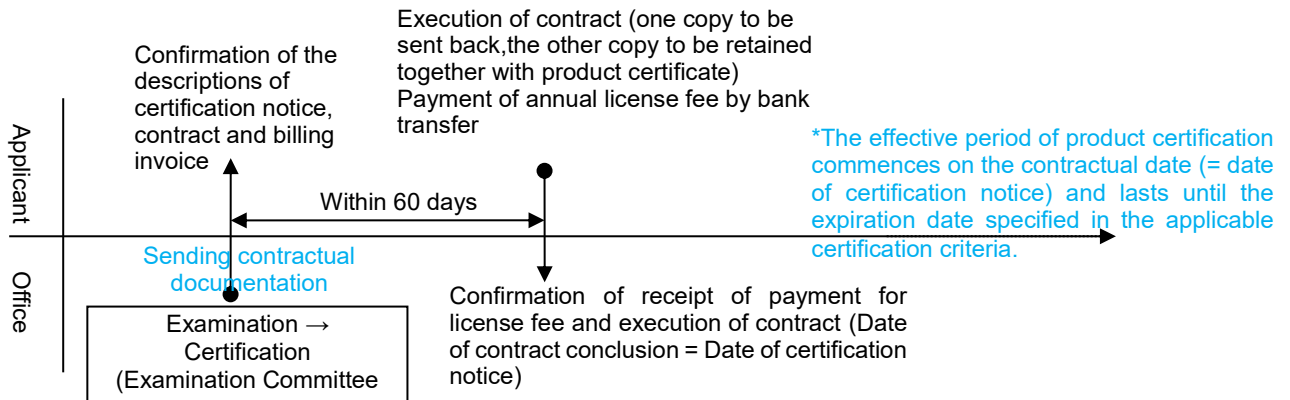 Confirmation of the
descriptions of
certification notice,
contract and billing
invoice
Execution of contract (one copy to be
sent back,the other copy to be retained
together with product certificate)
Payment of annual license fee by bank
transfer
*The effective period of product certification
commences on the contractual date (= date
of certification notice) and lasts until the
expiration date specified in the applicable
certification criteria.
Applicant
Within 60 days
Office
Sending contractual
documentation
Examination →
Certification
(Examination Committee
Confirmation of receipt of payment for
license fee and execution of contract (Date
of contract conclusion = Date of certification
notice)